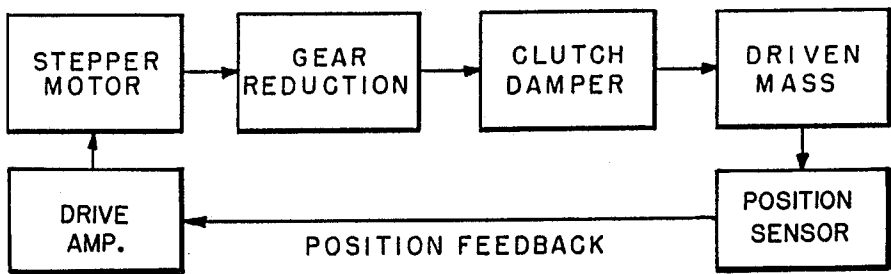 STEPPER
MOTOR
GEAR
REDUCTION
CLUTCH
DAMPER
DRIVEN
MASS
DRIVE
AMP.
POSITION FEEDBACK
POSITION
SENSOR